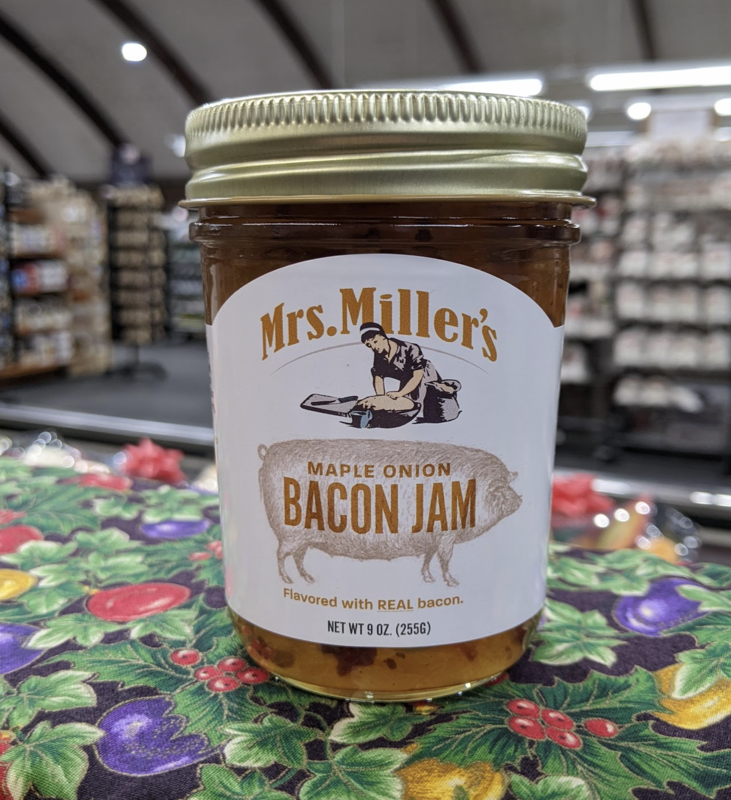 Mrs. Miller's
MAPLE ONION
BACON JAM
Flavored with REAL bacon.
NET WT 9 OZ. (255G)